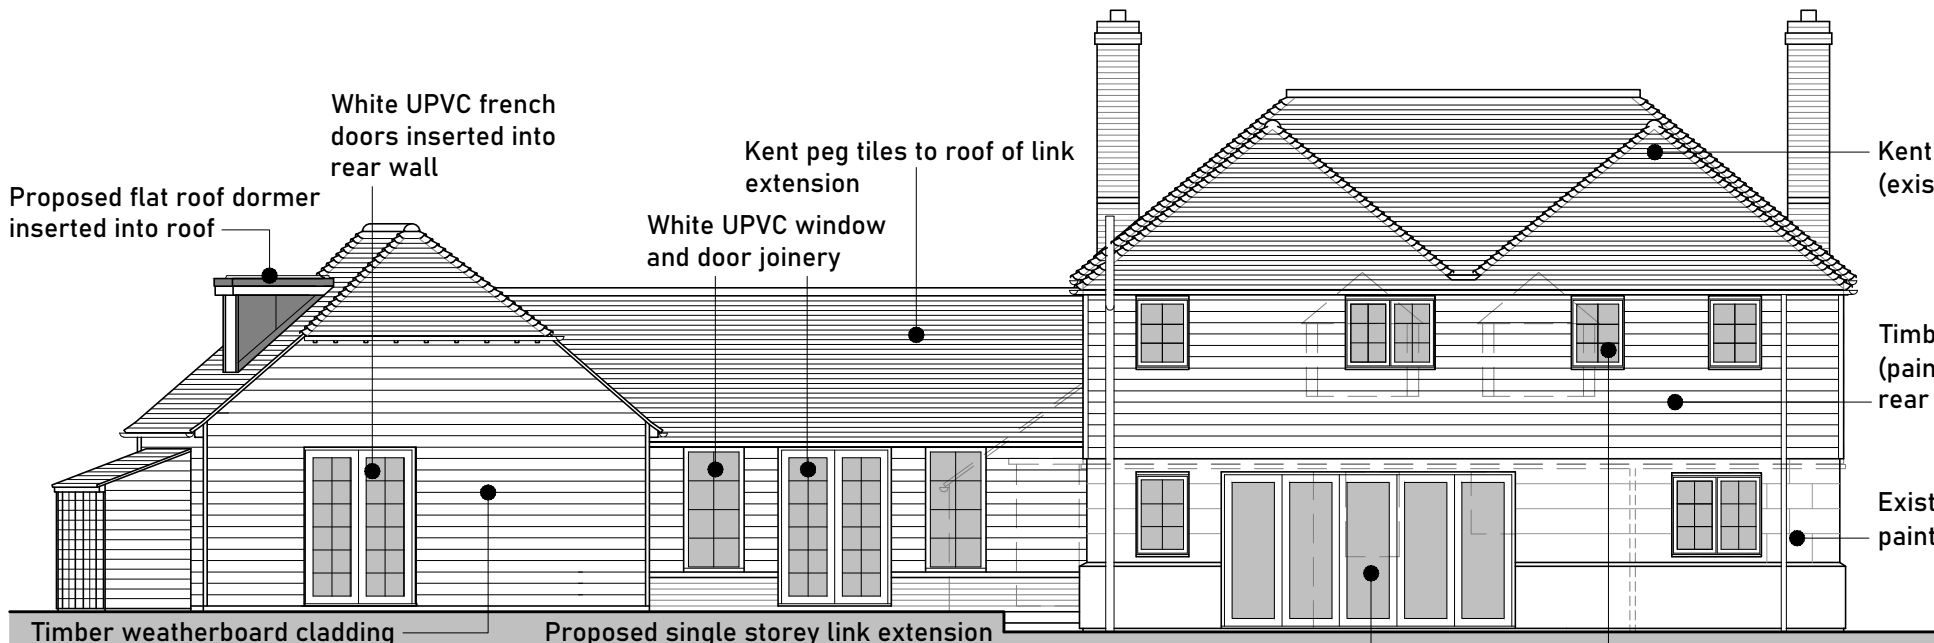 White UPVC french
doors inserted into
rear wall
Proposed flat roof dormer
inserted into roof
Kent peg tiles to roof of link
extension
White UPVC window
and door joinery
Kent
(exis
Timb
(pain
rear
Exist
paint
Timber weatherboard cladding
Proposed single storey link extension